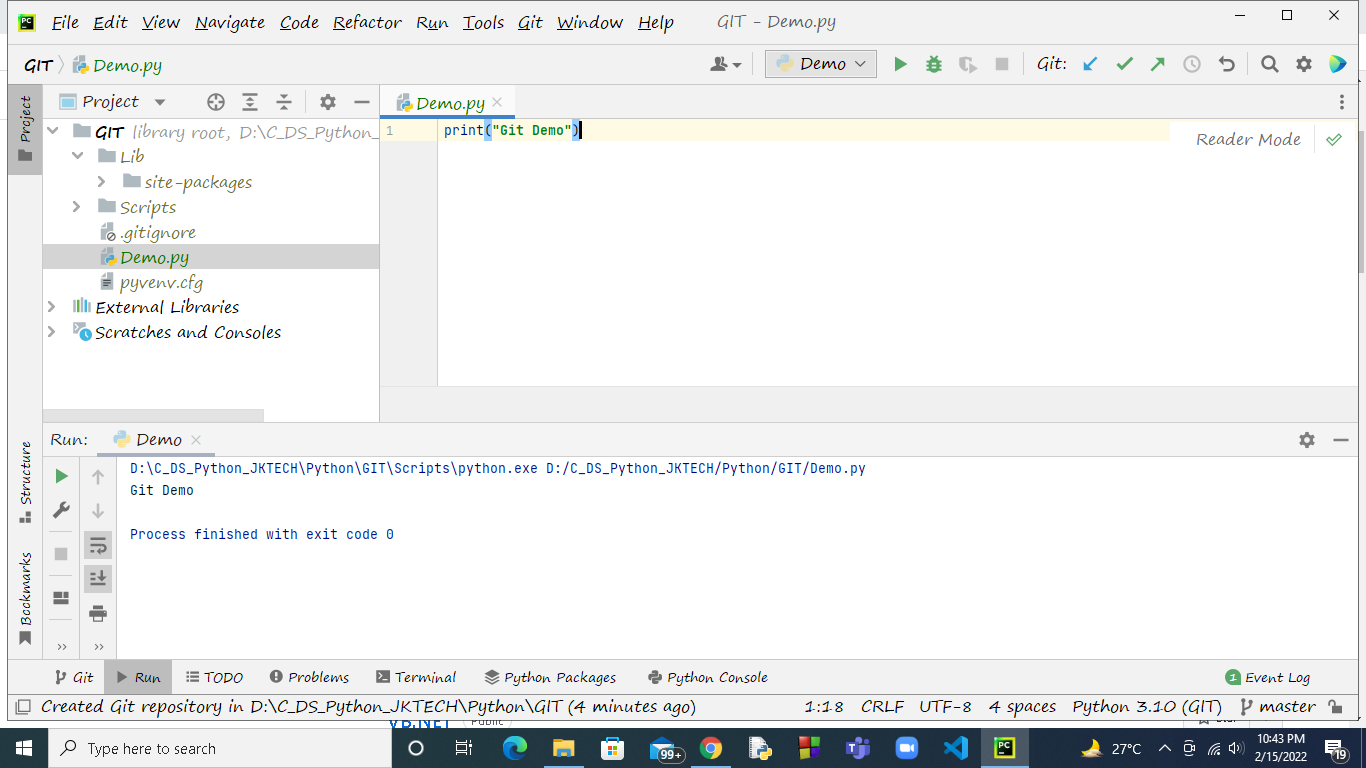 File Edit View Navigate Code Refactor Run Tools Git Window Help GIT - Demo.py
GIT Demo.py Demo Git:
Project
Project
Demo.py
GIT library root, D:\C_DS_Python_
Lib
site-packages
Scripts
.gitignore
Demo.py
pyvenv.cfg
External Libraries
Scratches and Consoles
1 print("Git Demo")
Reader Mode
Structure
Bookmarks
Run: Demo
D:\C_DS_Python_JKTECH\Python\GIT\Scripts\python.exe D:/C_DS_Python_JKTECH/Python/GIT/Demo.py
Git Demo
Process finished with exit code 0
Git Run TODO Problems Terminal Python Packages Python Console 1 Event Log
Created Git repository in D:\C_DS_Python_JKTECH\Python\GIT (4 minutes ago) 1:18 CRLF UTF-8 4 spaces Python 3.10 (GIT) master
VB.NET Public
Type here to search
99+
PC
27°C
10:43 PM
2/15/2022
19